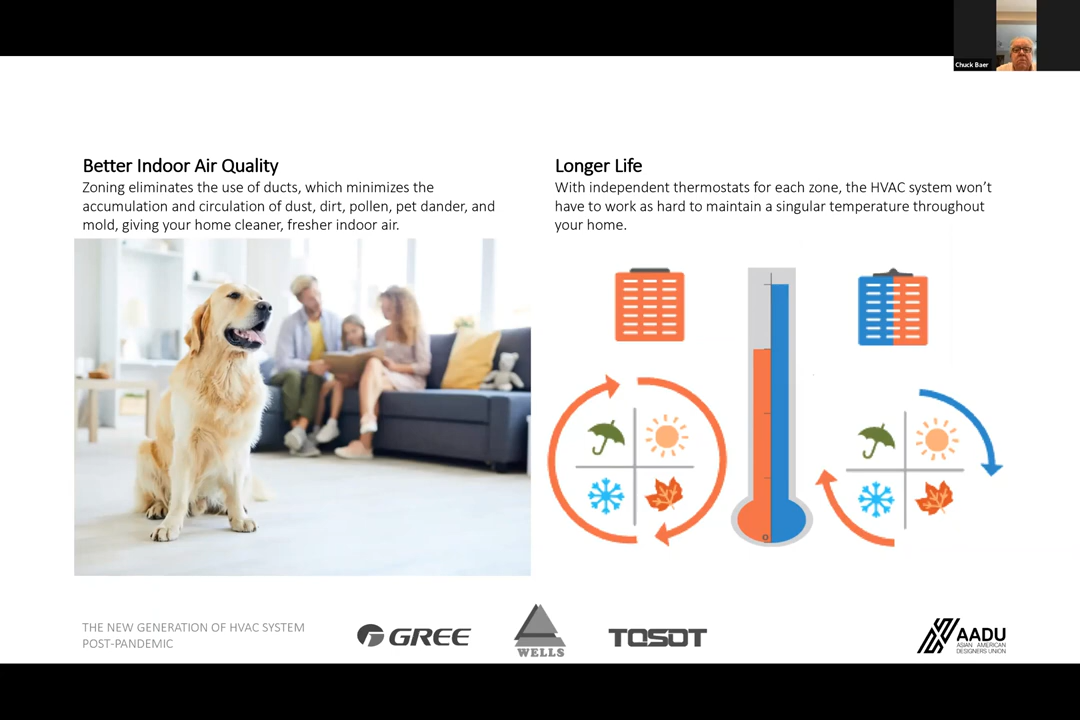 Chuck Baer
Better Indoor Air Quality
Zoning eliminates the use of ducts, which minimizes the
accumulation and circulation of dust, dirt, pollen, pet dander, and
mold, giving your home cleaner, fresher indoor air.
Longer Life
With independent thermostats for each zone, the HVAC system won’t
have to work as hard to maintain a singular temperature throughout
your home.
THE NEW GENERATION OF HVAC SYSTEM
POST-PANDEMIC
GREE
WELLS
TOSOT
AADU
ASIAN AMERICAN
DESIGNERS UNION